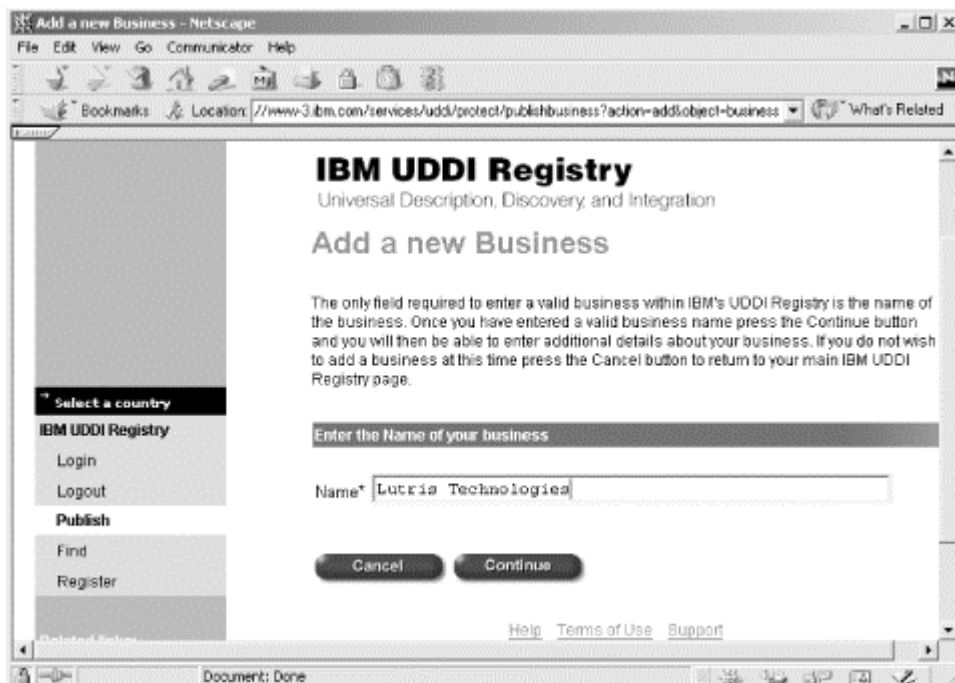 Add a new Business - Netscape
File Edit View Go Communicator Help
Bookmarks Location: //www-3.ibm.com/services/uddi/protect/publishbusiness?action=add&object=business What's Related
IBM UDDI Registry
Universal Description, Discovery, and Integration
Add a new Business
The only field required to enter a valid business within IBM's UDDI Registry is the name of
the business. Once you have entered a valid business name press the Continue button
and you will then be able to enter additional details about your business. If you do not wish
to add a business at this time press the Cancel button to return to your main IBM UDDI
Registry page.
Select a country
IBM UDDI Registry
Login
Logout
Publish
Find
Register
Enter the Name of your business
Name* Lutris Technologies
Cancel Continue
Help Terms of Use Support
Document: Done